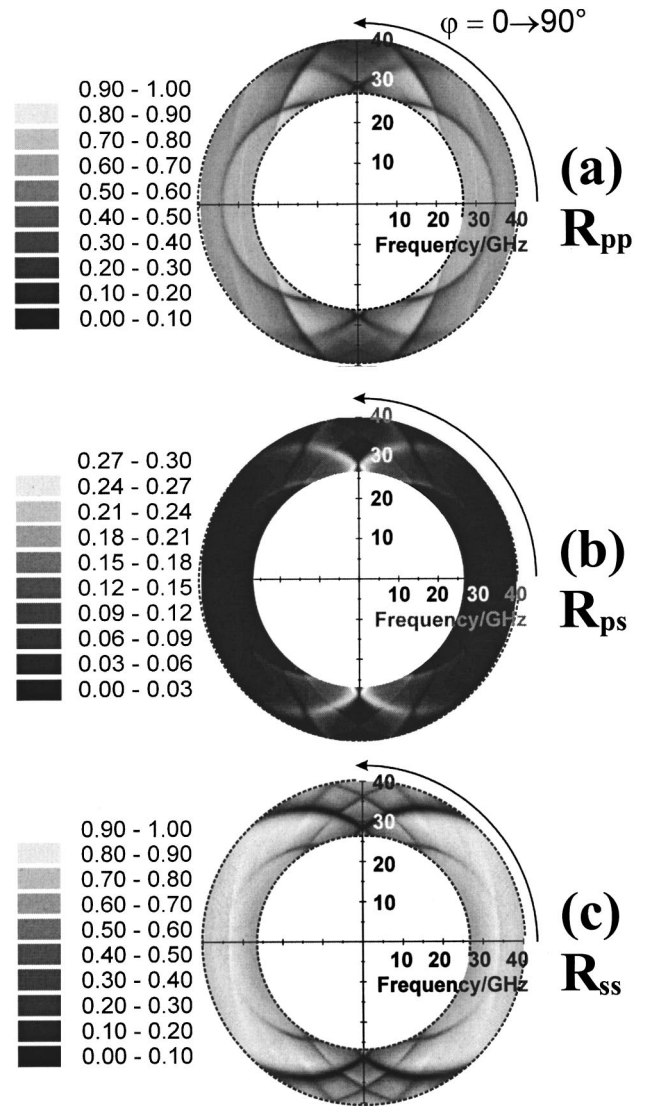 φ = 0→90°
0.90 - 1.00
0.80 - 0.90
0.70 - 0.80
0.60 - 0.70
0.50 - 0.60
0.40 - 0.50
0.30 - 0.40
0.20 - 0.30
0.10 - 0.20
0.00 - 0.10
40
30
20
10
10 20 30 40
Frequency/GHz
(a)
Rpp
0.27 - 0.30
0.24 - 0.27
0.21 - 0.24
0.18 - 0.21
0.15 - 0.18
0.12 - 0.15
0.09 - 0.12
0.06 - 0.09
0.03 - 0.06
0.00 - 0.03
40
30
20
10
10 20 30 40
Frequency/GHz
(b)
Rps
0.90 - 1.00
0.80 - 0.90
0.70 - 0.80
0.60 - 0.70
0.50 - 0.60
0.40 - 0.50
0.30 - 0.40
0.20 - 0.30
0.10 - 0.20
0.00 - 0.10
40
30
20
10
10 20 30 40
Frequency/GHz
(c)
Rss